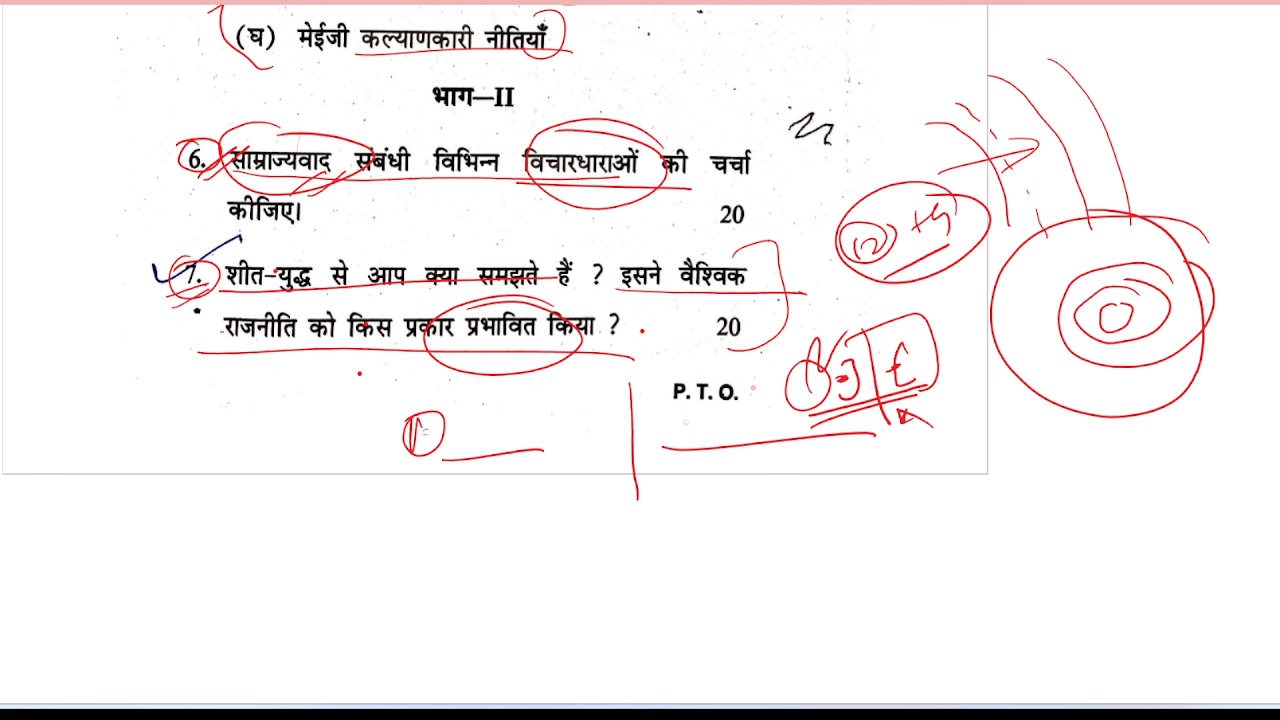 (घ) मेईजी कल्याणकारी नीतियाँ
भाग—II
6. साम्राज्यवाद संबंधी विभिन्न विचारधाराओं की चर्चा
कीजिए। 20
7. शीत-युद्ध से आप क्या समझते हैं ? इसने वैश्विक
राजनीति को किस प्रकार प्रभावित किया ? 20
P. T. O.